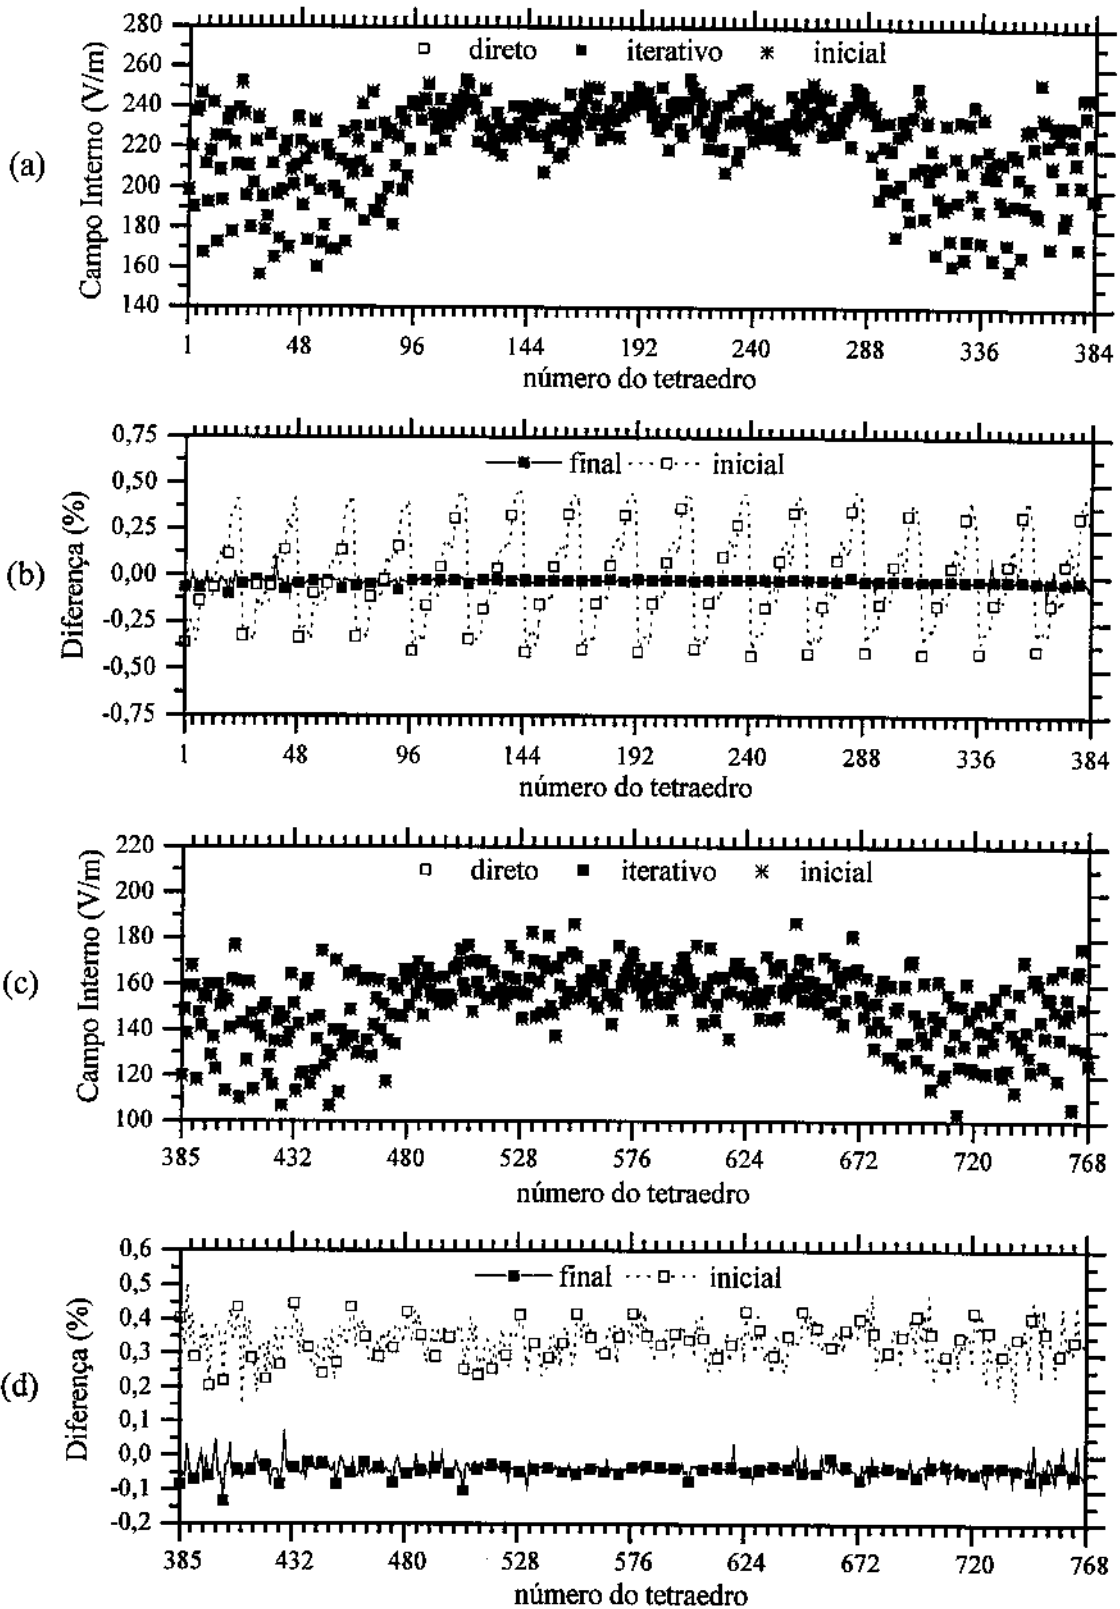 280
260
240
220
200
180
160
140
Campo Interno (V/m)
(a)
direto iterativo inicial
1 48 96 144 192 240 288 336 384
número do tetraedro
0,75
0,50
0,25
0,00
-0,25
-0,50
-0,75
Diferença (%)
(b)
final inicial
1 48 96 144 192 240 288 336 384
número do tetraedro
220
200
180
160
140
120
100
Campo Interno (V/m)
(c)
direto iterativo inicial
385 432 480 528 576 624 672 720 768
número do tetraedro
0,6
0,5
0,4
0,3
0,2
0,1
0,0
-0,1
-0,2
Diferença (%)
(d)
final inicial
385 432 480 528 576 624 672 720 768
número do tetraedro